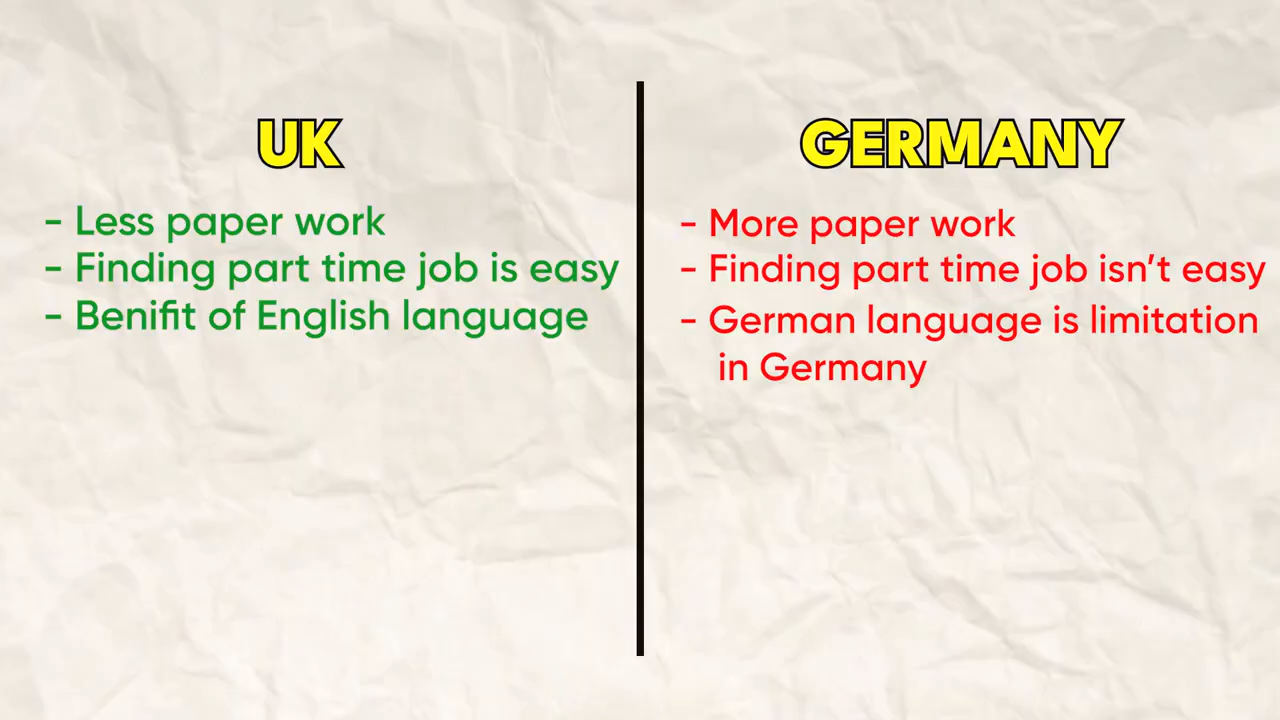 UK
- Less paper work
- Finding part time job is easy
- Benifit of English language
GERMANY
- More paper work
- Finding part time job isn't easy
- German language is limitation
in Germany